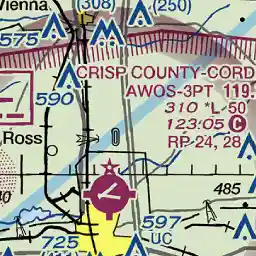 Vienna
(308)
(250)
575
CRISP COUNTY-CORD
AWOS-3PT 119.
590
310 *L 50
123.05 C
Ross
RP 24, 28
485
597
UC
725